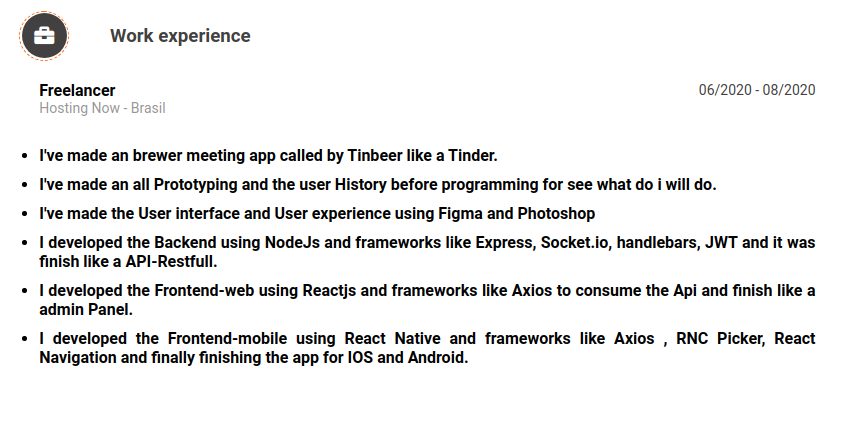 Work experience
Freelancer
06/2020 - 08/2020
Hosting Now - Brasil
I've made an brewer meeting app called by Tinbeer like a Tinder.
I've made an all Prototyping and the user History before programming for see what do i will do.
I've made the User interface and User experience using Figma and Photoshop
I developed the Backend using NodeJs and frameworks like Express, Socket.io, handlebars, JWT and it was
finish like a API-Restfull.
I developed the Frontend-web using Reactjs and frameworks like Axios to consume the Api and finish like a
admin Panel.
I developed the Frontend-mobile using React Native and frameworks like Axios , RNC Picker, React
Navigation and finally finishing the app for IOS and Android.